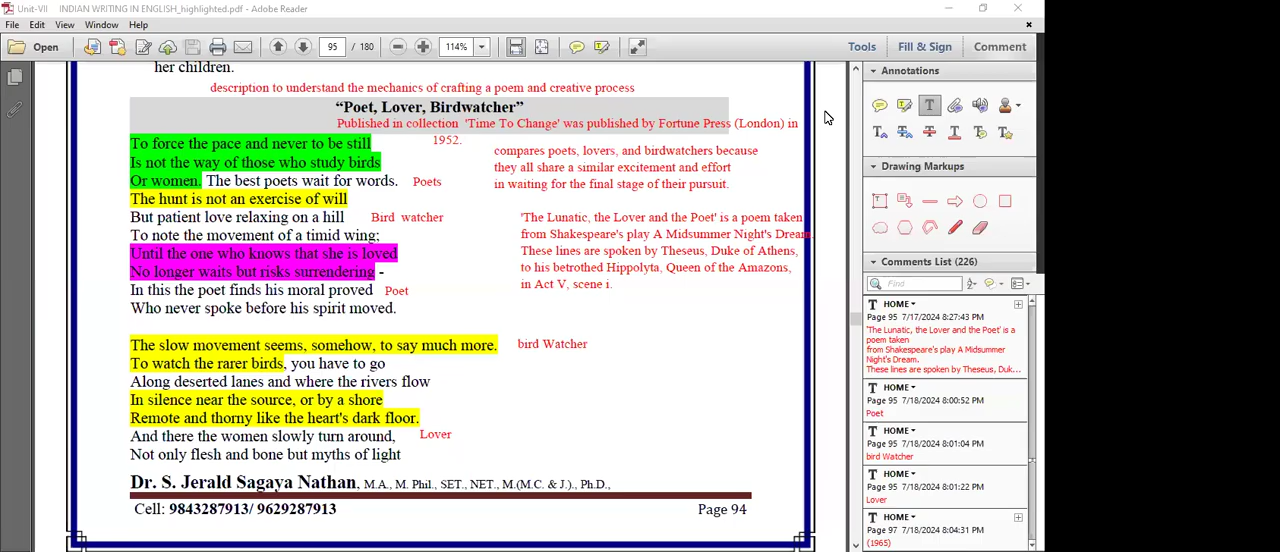 Unit-VII INDIAN WRITING IN ENGLISH_highlighted.pdf - Adobe Reader
File Edit View Window Help
Open 95 / 180 114% Tools Fill & Sign Comment
her children.
description to understand the mechanics of crafting a poem and creative process
“Poet, Lover, Birdwatcher”
Published in collection 'Time To Change' was published by Fortune Press (London) in
1952.
To force the pace and never to be still
Is not the way of those who study birds
Or women. The best poets wait for words. Poets
The hunt is not an exercise of will
But patient love relaxing on a hill Bird watcher
To note the movement of a timid wing;
Until the one who knows that she is loved
No longer waits but risks surrendering -
In this the poet finds his moral proved Poet
Who never spoke before his spirit moved.
compares poets, lovers, and birdwatchers because
they all share a similar excitement and effort
in waiting for the final stage of their pursuit.
'The Lunatic, the Lover and the Poet' is a poem taken
from Shakespeare's play A Midsummer Night's Dream.
These lines are spoken by Theseus, Duke of Athens,
to his betrothed Hippolyta, Queen of the Amazons,
in Act V, scene i.
The slow movement seems, somehow, to say much more. bird Watcher
To watch the rarer birds, you have to go
Along deserted lanes and where the rivers flow
In silence near the source, or by a shore
Remote and thorny like the heart's dark floor.
And there the women slowly turn around, Lover
Not only flesh and bone but myths of light
Dr. S. Jerald Sagaya Nathan, M.A., M. Phil., SET., NET., M.(M.C. & J.)., Ph.D.,
Cell: 9843287913/ 9629287913 Page 94
Annotations
Drawing Markups
Comments List (226)
Find
HOME
Page 95 7/17/2024 8:27:43 PM
'The Lunatic, the Lover and the Poet' is a
poem taken
from Shakespeare's play A Midsummer
Night's Dream.
These lines are spoken by Theseus, Duk...
HOME
Page 95 7/18/2024 8:00:52 PM
Poet
HOME
Page 95 7/18/2024 8:01:04 PM
bird Watcher
HOME
Page 95 7/18/2024 8:01:22 PM
Lover
HOME
Page 97 7/18/2024 8:04:31 PM
(1965)